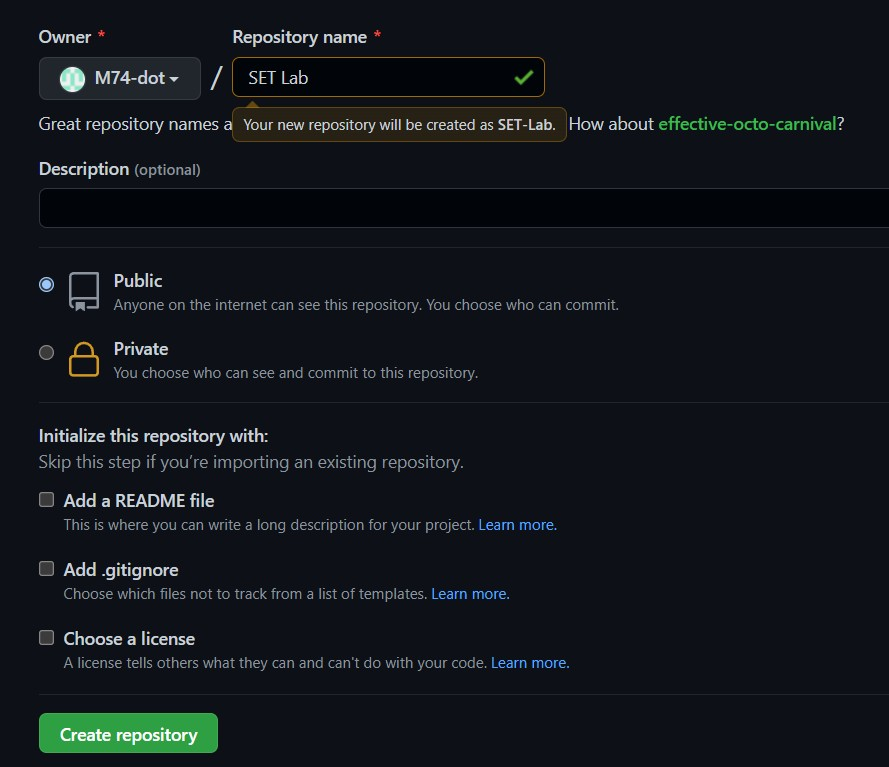 Owner * Repository name *
M74-dot / SET Lab
Great repository names a
Your new repository will be created as SET-Lab.
How about effective-octo-carnival?
Description (optional)
Public
Anyone on the internet can see this repository. You choose who can commit.
Private
You choose who can see and commit to this repository.
Initialize this repository with:
Skip this step if you’re importing an existing repository.
Add a README file
This is where you can write a long description for your project. Learn more.
Add .gitignore
Choose which files not to track from a list of templates. Learn more.
Choose a license
A license tells others what they can and can't do with your code. Learn more.
Create repository